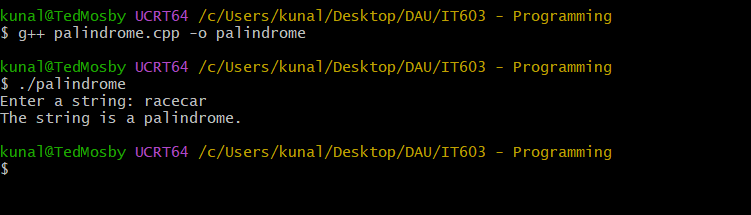 kunal@TedMosby UCRT64 /c/Users/kunal/Desktop/DAU/IT603 - Programming
$ g++ palindrome.cpp -o palindrome
kunal@TedMosby UCRT64 /c/Users/kunal/Desktop/DAU/IT603 - Programming
$ ./palindrome
Enter a string: racecar
The string is a palindrome.
kunal@TedMosby UCRT64 /c/Users/kunal/Desktop/DAU/IT603 - Programming
$